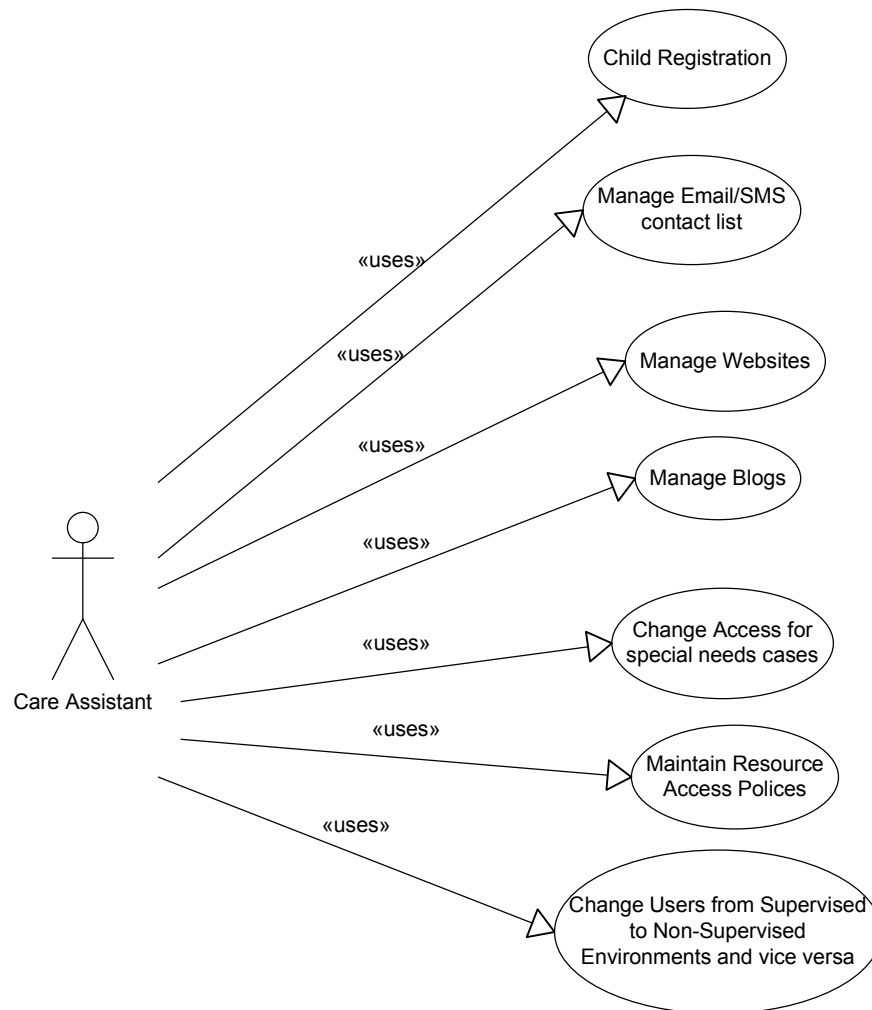 Child Registration
Manage Email/SMS
contact list
«uses»
«uses»
Manage Websites
«uses»
Manage Blogs
«uses»
Change Access for
special needs cases
«uses»
Care Assistant
«uses»
Maintain Resource
Access Polices
«uses»
Change Users from Supervised
to Non-Supervised
Environments and vice versa